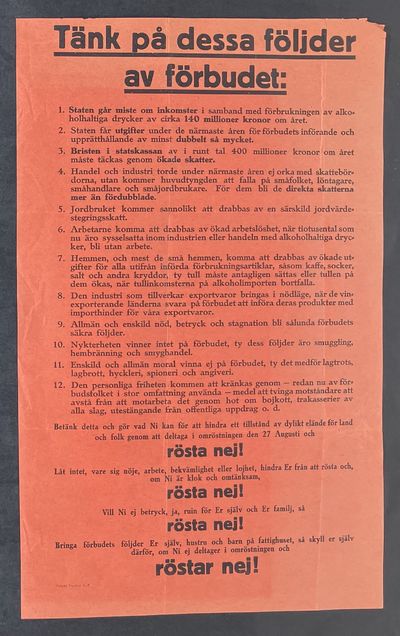 Tänk på dessa följder
av förbudet:
1. Staten går miste om inkomster i samband med förbrukningen av alko-
holhaltiga drycker av cirka 140 millioner kronor om året.
2. Staten får utgifter under de närmaste åren för förbudets införande och
upprätthållande av minst dubbelt så mycket.
3. Bristen i statskassan av i runt tal 400 millioner kronor om året
måste täckas genom ökade skatter.
4. Handel och industri torde under närmaste åren ej orka med skattebör-
dorna, utan kommer huvudtyngden att falla på småfolket, löntagare,
småhandlare och småjordbrukare. För dem bli de direkta skatterna
mer än fördubblade.
5. Jordbruket kommer sannolikt att drabbas av en särskild jordvärde-
stegringsskatt.
6. Arbetarne komma att drabbas av ökad arbetslöshet, när tiotusental som
nu äro sysselsatta inom industrien eller handeln med alkoholhaltiga dryc-
ker, bli utan arbete.
7. Hemmen, och mest de små hemmen, komma att drabbas av ökade ut-
gifter för alla utifrån införda förbrukningsartiklar, såsom kaffe, socker,
salt och andra kryddor, ty tull måste antagligen sättas eller tullen på
dem ökas, när tullinkomsterna på alkoholimporten bortfalla.
8. Den industri som tillverkar exportvaror bringas i nödläge, när de vin-
exporterande länderna svara på förbudet att införa deras produkter med
importhinder för våra exportvaror.
9. Allmän och enskild nöd, betryck och stagnation bli sålunda förbudets
säkra följder.
10. Nykterheten vinner intet på förbudet, ty dess följder äro smuggling,
hembränning och smyghandel.
11. Enskild och allmän moral vinna ej på förbudet, ty det medför lagtrots,
lagbrott, hyckleri, spioneri och angiveri.
12. Den personliga friheten kommen att kränkas genom — redan nu av för-
budsfolket i stor omfattning använda — medel att tvinga motståndare att
avstå från att motarbeta det genom hot om bojkott, trakasserier av
alla slag, utestängande från offentliga uppdrag o. d.
Betänk detta och gör vad Ni kan för att hindra ett tillstånd av dylikt elände för land
och folk genom att deltaga i omröstningen den 27 Augusti och
rösta nej!
Låt intet, vare sig nöje, arbete, bekvämlighet eller lojhet, hindra Er från att rösta och,
om Ni är klok och omtänksam,
rösta nej!
Vill Ni ej betryck, ja, ruin för Er själv och Er familj, så
rösta nej!
Bringa förbudets följder Er själv, hustru och barn på fattighuset, så skyll er själv
därför, om Ni ej deltager i omröstningen och
röstar nej!